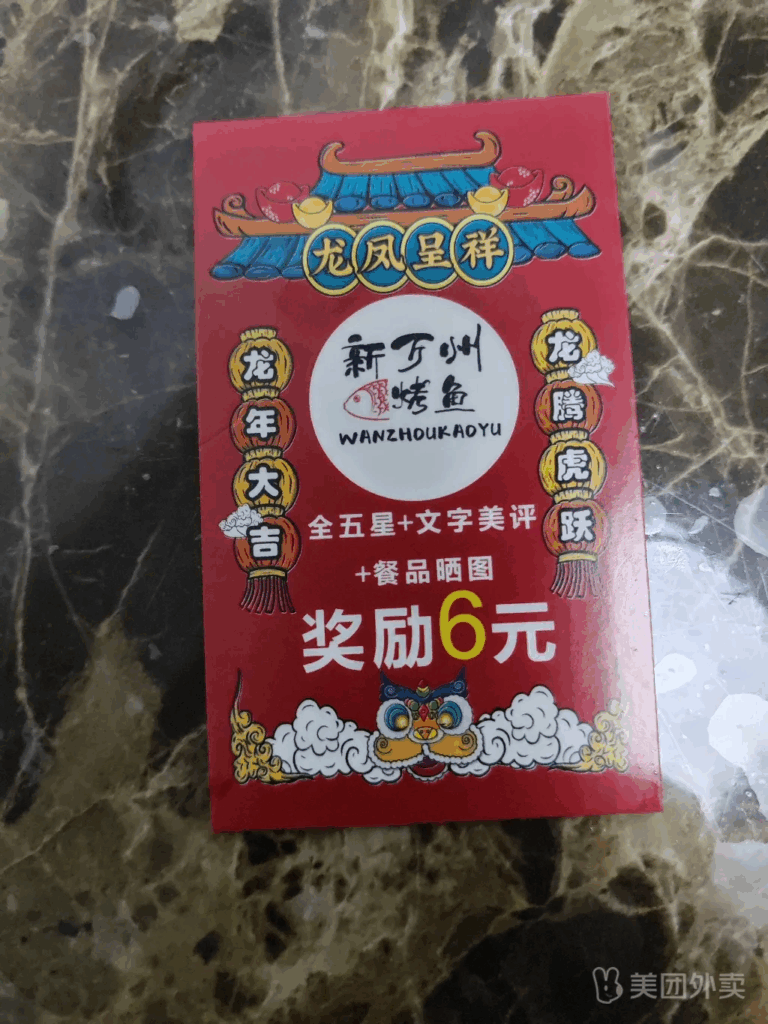 龙凤呈祥
新万州
烤鱼
WANZHOUKAOYU
龙年大吉
龙腾虎跃
全五星+文字美评
+餐品晒图
奖励6元
美团外卖